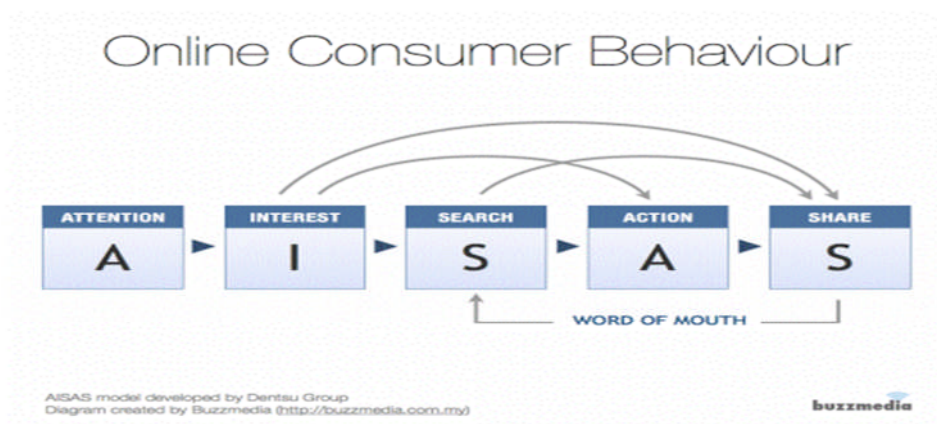 Online Consumer Behaviour
ATTENTION INTEREST SEARCH ACTION SHARE
A I S A S
WORD OF MOUTH
AISAS model developed by Dentsu Group
Diagram created by Buzzmedia (http://buzzmedia.com.my)
buzzmedia